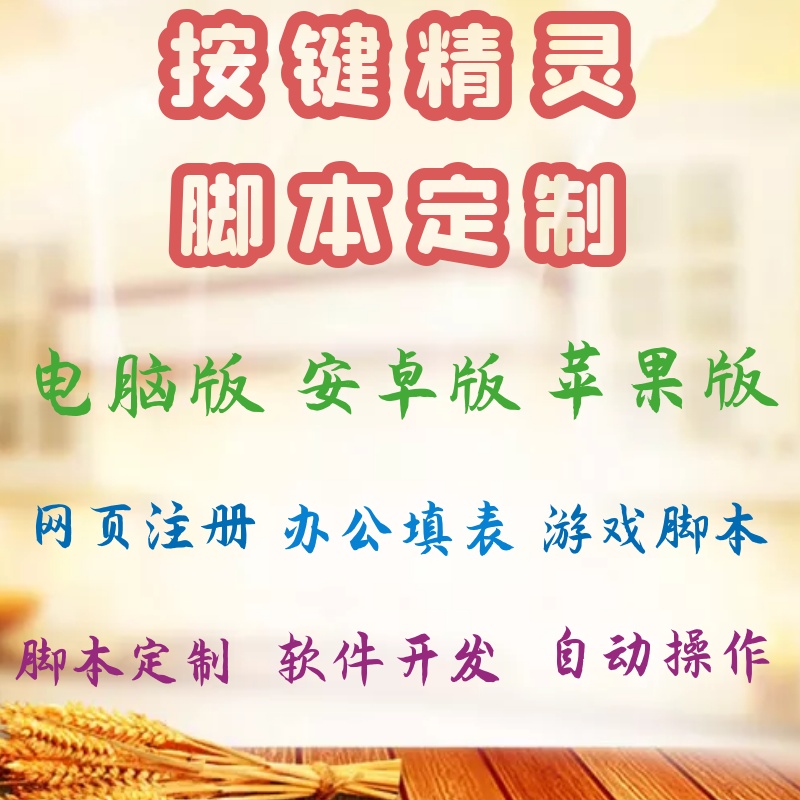 按键精灵
脚本定制
电脑版 安卓版 苹果版
网页注册 办公填表 游戏脚本
脚本定制 软件开发 自动操作